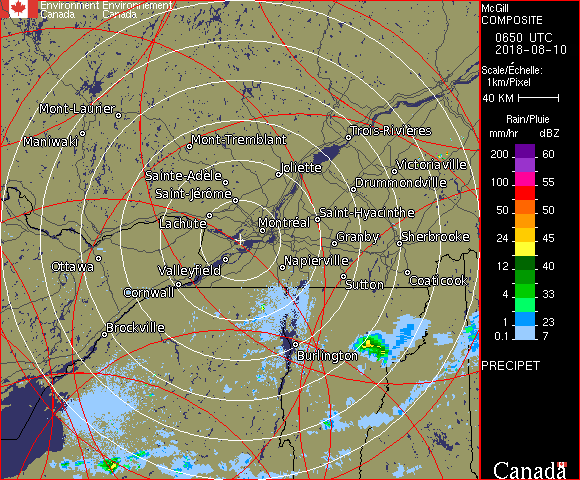 Environment Environnement
Canada Canada
McGill
COMPOSITE
0650 UTC
2018-08-10
Scale/Échelle:
1km/Pixel
40 KM
Rain/Pluie
mm/hr dBZ
200 60
100 55
50 50
24 45
12 40
4 33
1 23
0.1 7
PRECIPET
Canada
Mont-Laurier
Maniwaki
Mont-Tremblant
Trois-Rivières
Sainte-Adèle
Joliette
Victoriaville
Saint-Jérôme
Drummondville
Lachute
Montréal
Saint-Hyacinthe
Granby
Sherbrooke
Ottawa
Valleyfield
Napierville
Cornwall
Sutton
Coaticook
Brockville
Burlington